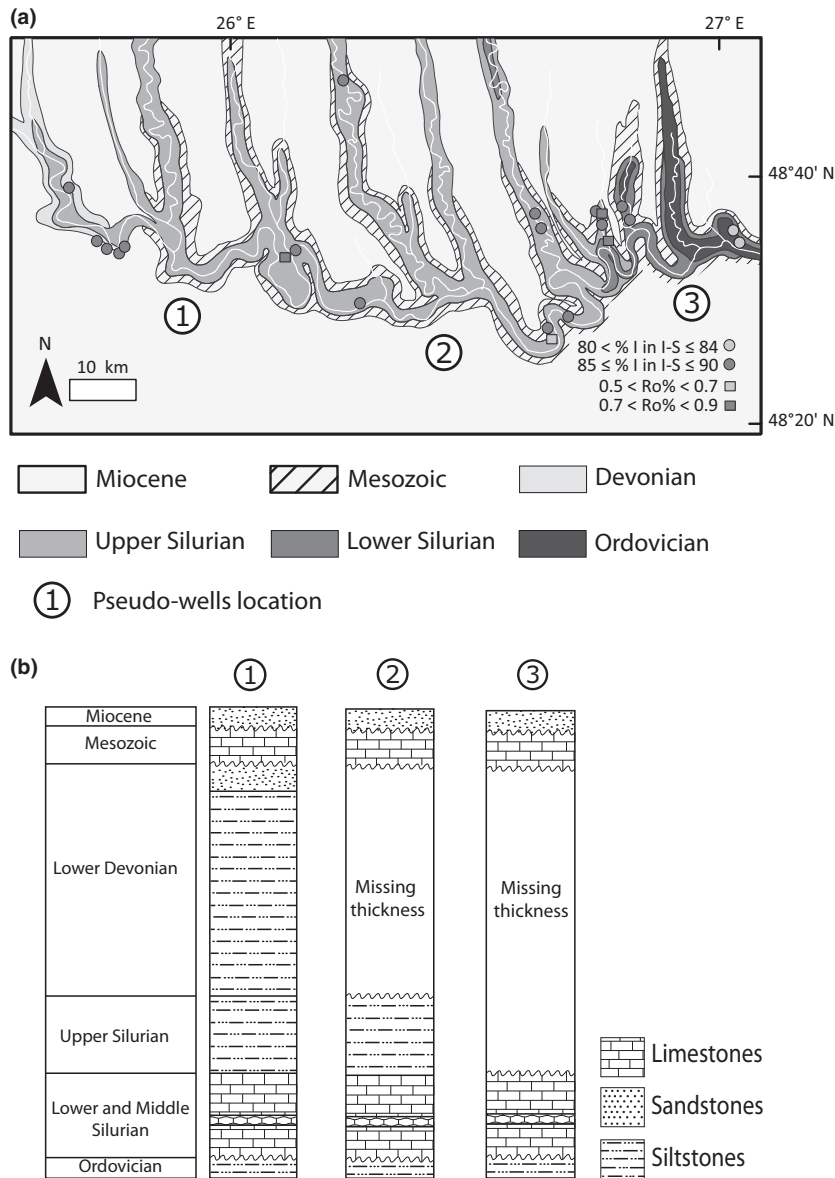 (a)
26° E
27° E
48°40' N
48°20' N
1
2
3
N
10 km
80 < % I in I-S ≤ 84
85 ≤ % I in I-S ≤ 90
0.5 < Ro% < 0.7
0.7 < Ro% < 0.9
Miocene
Mesozoic
Devonian
Upper Silurian
Lower Silurian
Ordovician
1 Pseudo-wells location
(b)
1
2
3
Miocene
Mesozoic
Lower Devonian
Upper Silurian
Lower and Middle
Silurian
Ordovician
Missing
thickness
Missing
thickness
Limestones
Sandstones
Siltstones